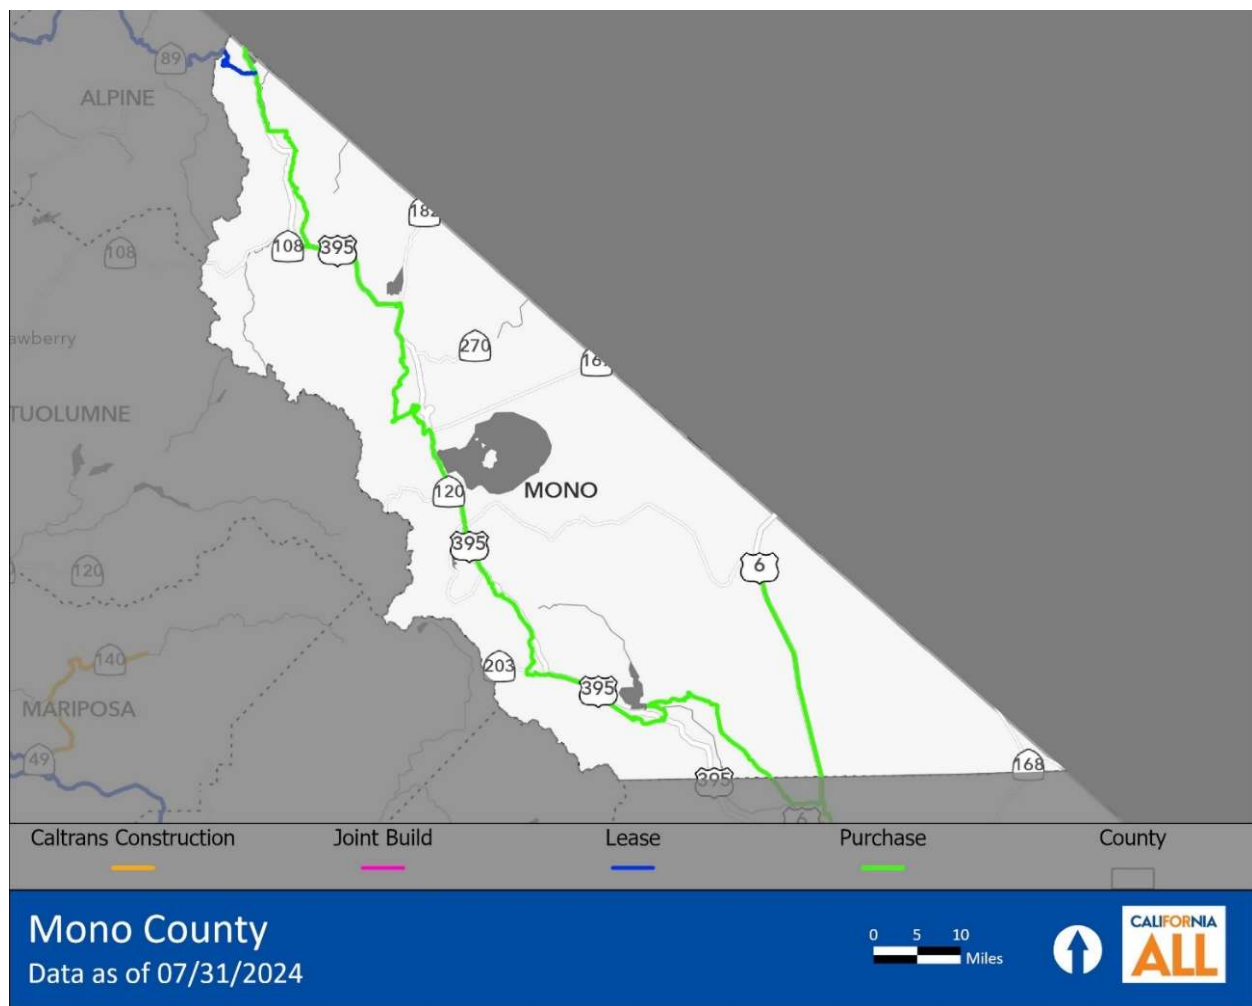 89
ALPINE
182
108
395
108
270
awberry
TUOLUMNE
MONO
120
395
6
120
140
203
395
MARIPOSA
49
168
395
6
Caltrans Construction
Joint Build
Lease
Purchase
County
Mono County
Data as of 07/31/2024
0 5 10
Miles
CALIFORNIA
ALL